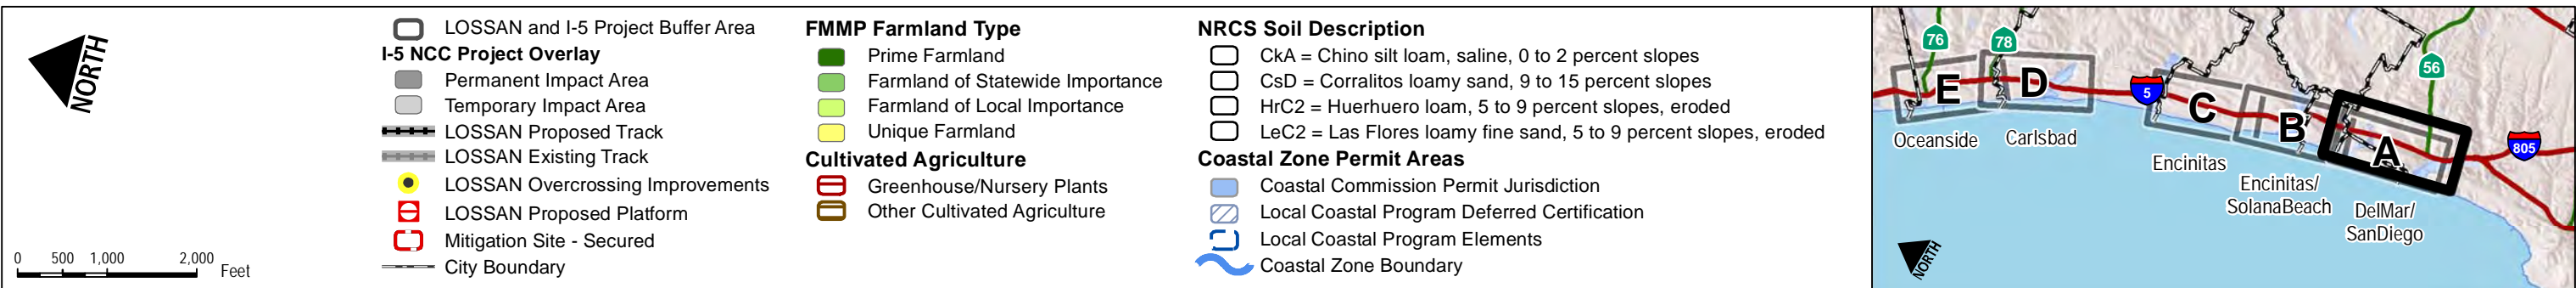 NORTH
0 500 1,000 2,000
Feet
LOSSAN and I-5 Project Buffer Area
I-5 NCC Project Overlay
Permanent Impact Area
Temporary Impact Area
LOSSAN Proposed Track
LOSSAN Existing Track
LOSSAN Overcrossing Improvements
LOSSAN Proposed Platform
Mitigation Site - Secured
City Boundary
FMMP Farmland Type
Prime Farmland
Farmland of Statewide Importance
Farmland of Local Importance
Unique Farmland
Cultivated Agriculture
Greenhouse/Nursery Plants
Other Cultivated Agriculture
NRCS Soil Description
CkA = Chino silt loam, saline, 0 to 2 percent slopes
CsD = Corralitos loamy sand, 9 to 15 percent slopes
HrC2 = Huerhuero loam, 5 to 9 percent slopes, eroded
LeC2 = Las Flores loamy fine sand, 5 to 9 percent slopes, eroded
Coastal Zone Permit Areas
Coastal Commission Permit Jurisdiction
Local Coastal Program Deferred Certification
Local Coastal Program Elements
Coastal Zone Boundary
76
78
56
5
805
E
D
C
B
A
Oceanside
Carlsbad
Encinitas
Encinitas/
SolanaBeach
DelMar/
SanDiego
NORTH